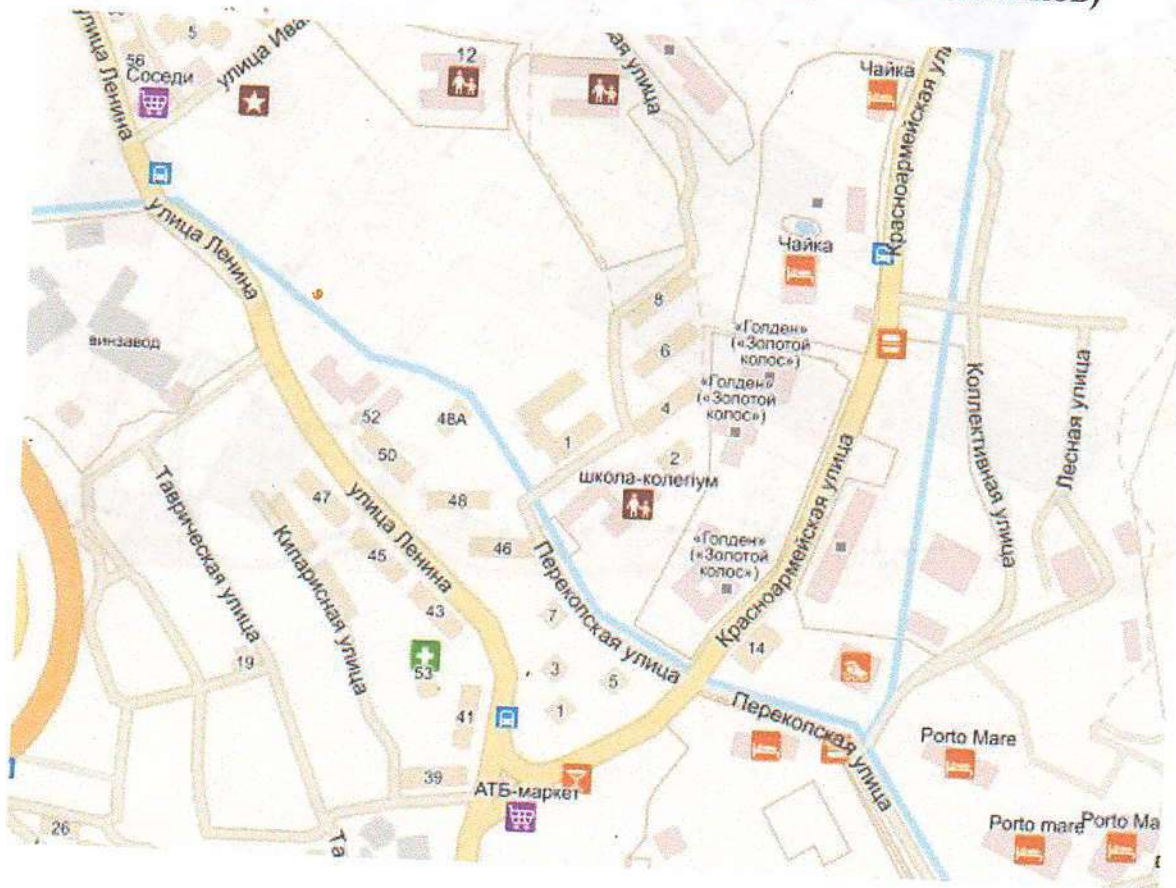 улица Ленина
5
56
Соседи
улица Ива
12
ая улица
Чайка
Красноармейская ул
улица Ленина
Чайка
8
«Голден»
(«Золотой
колос»)
винзавод
6
«Голден»
(«Золотой
колос»)
4
52
48А
1
2
50
школа-колегіум
Коллективная улица
Лесная улица
47
улица Ленина
48
Таврическая улица
Кипарисная улица
45
46
«Голден»
(«Золотой
колос»)
Красноармейская улица
43
7
Перекопская улица
14
19
53
3
5
41
1
Перекопская улица
Porto Mare
39
АТБ-маркет
26
Та
Porto mare
Porto Ma